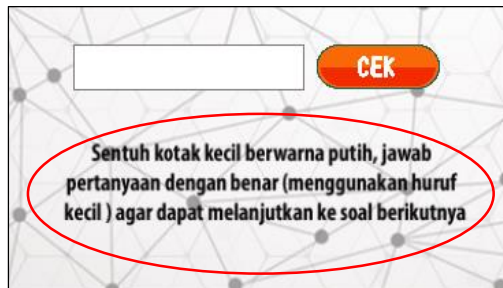 CEK
Sentuh kotak kecil berwarna putih, jawab
pertanyaan dengan benar (menggunakan huruf
kecil ) agar dapat melanjutkan ke soal berikutnya